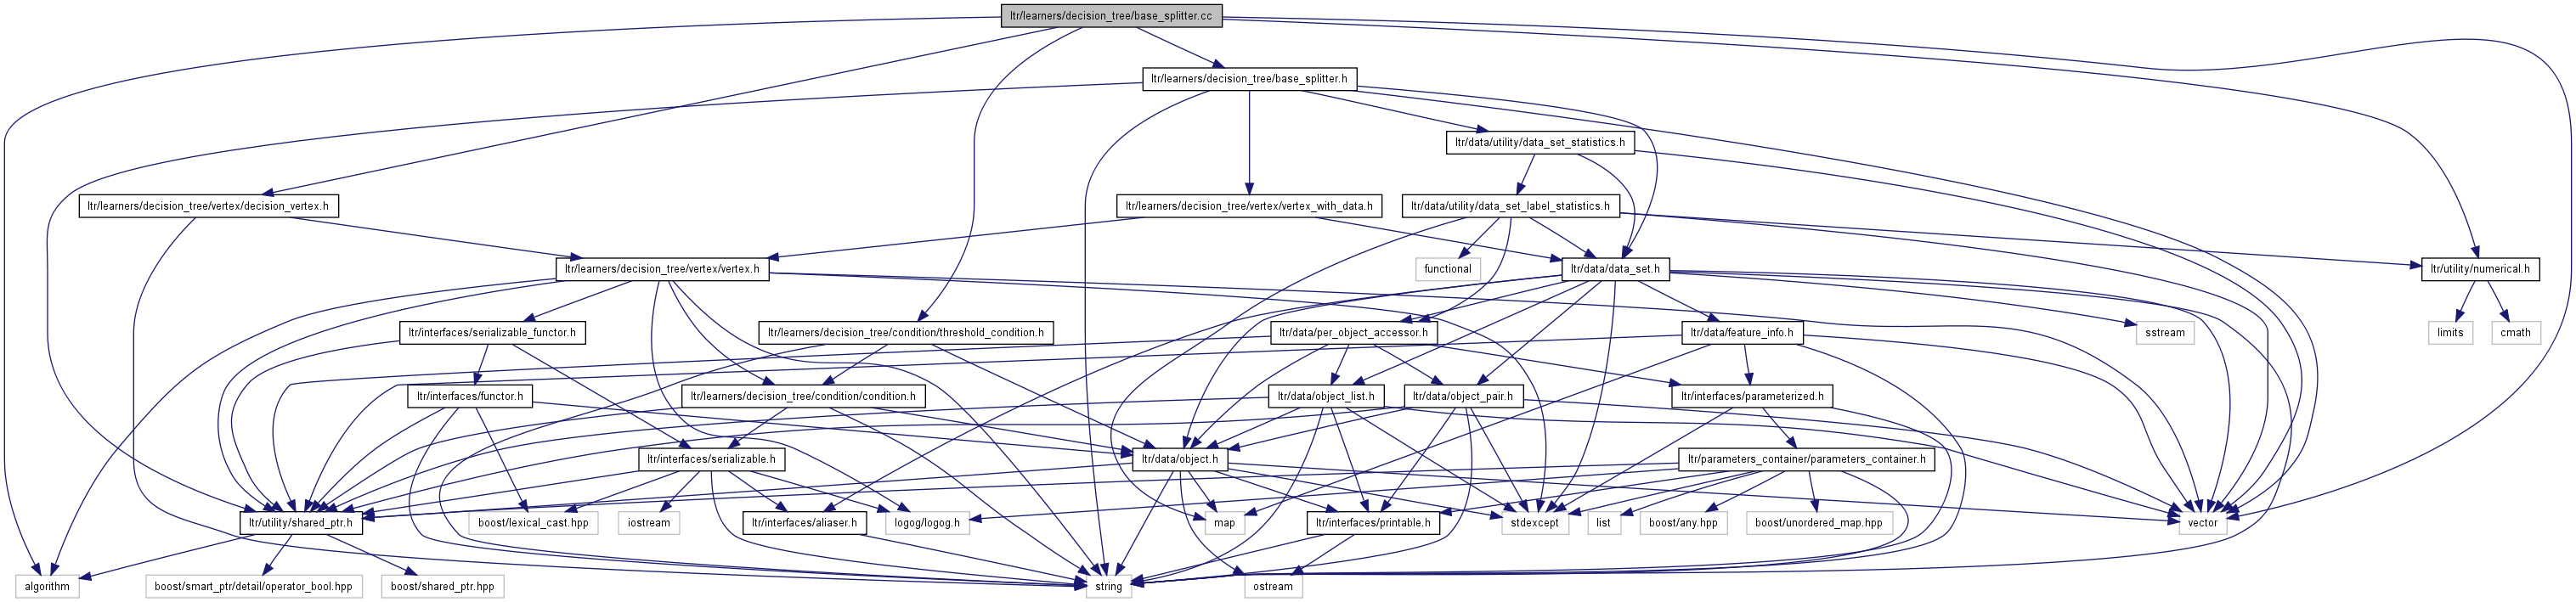 ltr/learners/decision_tree/base_splitter.cc
ltr/learners/decision_tree/base_splitter.h
ltr/data/utility/data_set_statistics.h
ltr/learners/decision_tree/vertex/decision_vertex.h
ltr/learners/decision_tree/vertex/vertex_with_data.h
ltr/data/utility/data_set_label_statistics.h
ltr/learners/decision_tree/vertex/vertex.h
functional
ltr/data/data_set.h
ltr/utility/numerical.h
ltr/interfaces/serializable_functor.h
ltr/learners/decision_tree/condition/threshold_condition.h
ltr/data/per_object_accessor.h
ltr/data/feature_info.h
sstream
limits
cmath
ltr/interfaces/functor.h
ltr/learners/decision_tree/condition/condition.h
ltr/data/object_list.h
ltr/data/object_pair.h
ltr/interfaces/parameterized.h
ltr/interfaces/serializable.h
ltr/data/object.h
ltr/parameters_container/parameters_container.h
ltr/utility/shared_ptr.h
boost/lexical_cast.hpp
iostream
ltr/interfaces/aliaser.h
logog/logog.h
map
ltr/interfaces/printable.h
stdexcept
list
boost/any.hpp
boost/unordered_map.hpp
vector
algorithm
boost/smart_ptr/detail/operator_bool.hpp
boost/shared_ptr.hpp
string
ostream